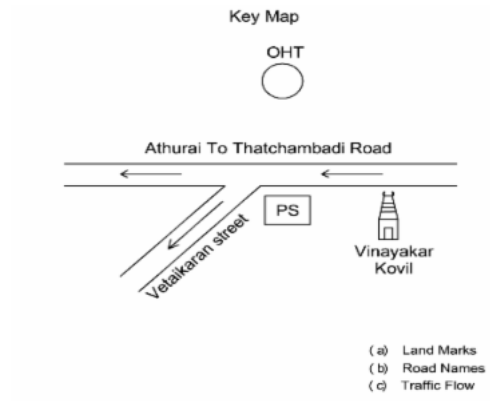 Key Map
OHT
Athurai To Thatchambadi Road
PS
Vetaikaran street
Vinayakar
Kovil
(a) Land Marks
(b) Road Names
(c) Traffic Flow